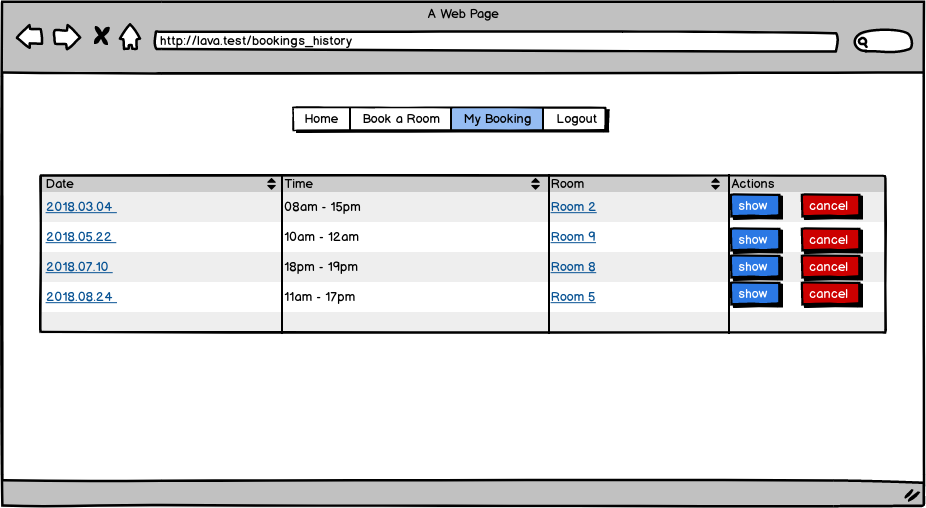 A Web Page
http://lava.test/bookings_history
Home Book a Room My Booking Logout
Date Time Room Actions
2018.03.04 08am - 15pm Room 2 show cancel
2018.05.22 10am - 12am Room 9 show cancel
2018.07.10 18pm - 19pm Room 8 show cancel
2018.08.24 11am - 17pm Room 5 show cancel